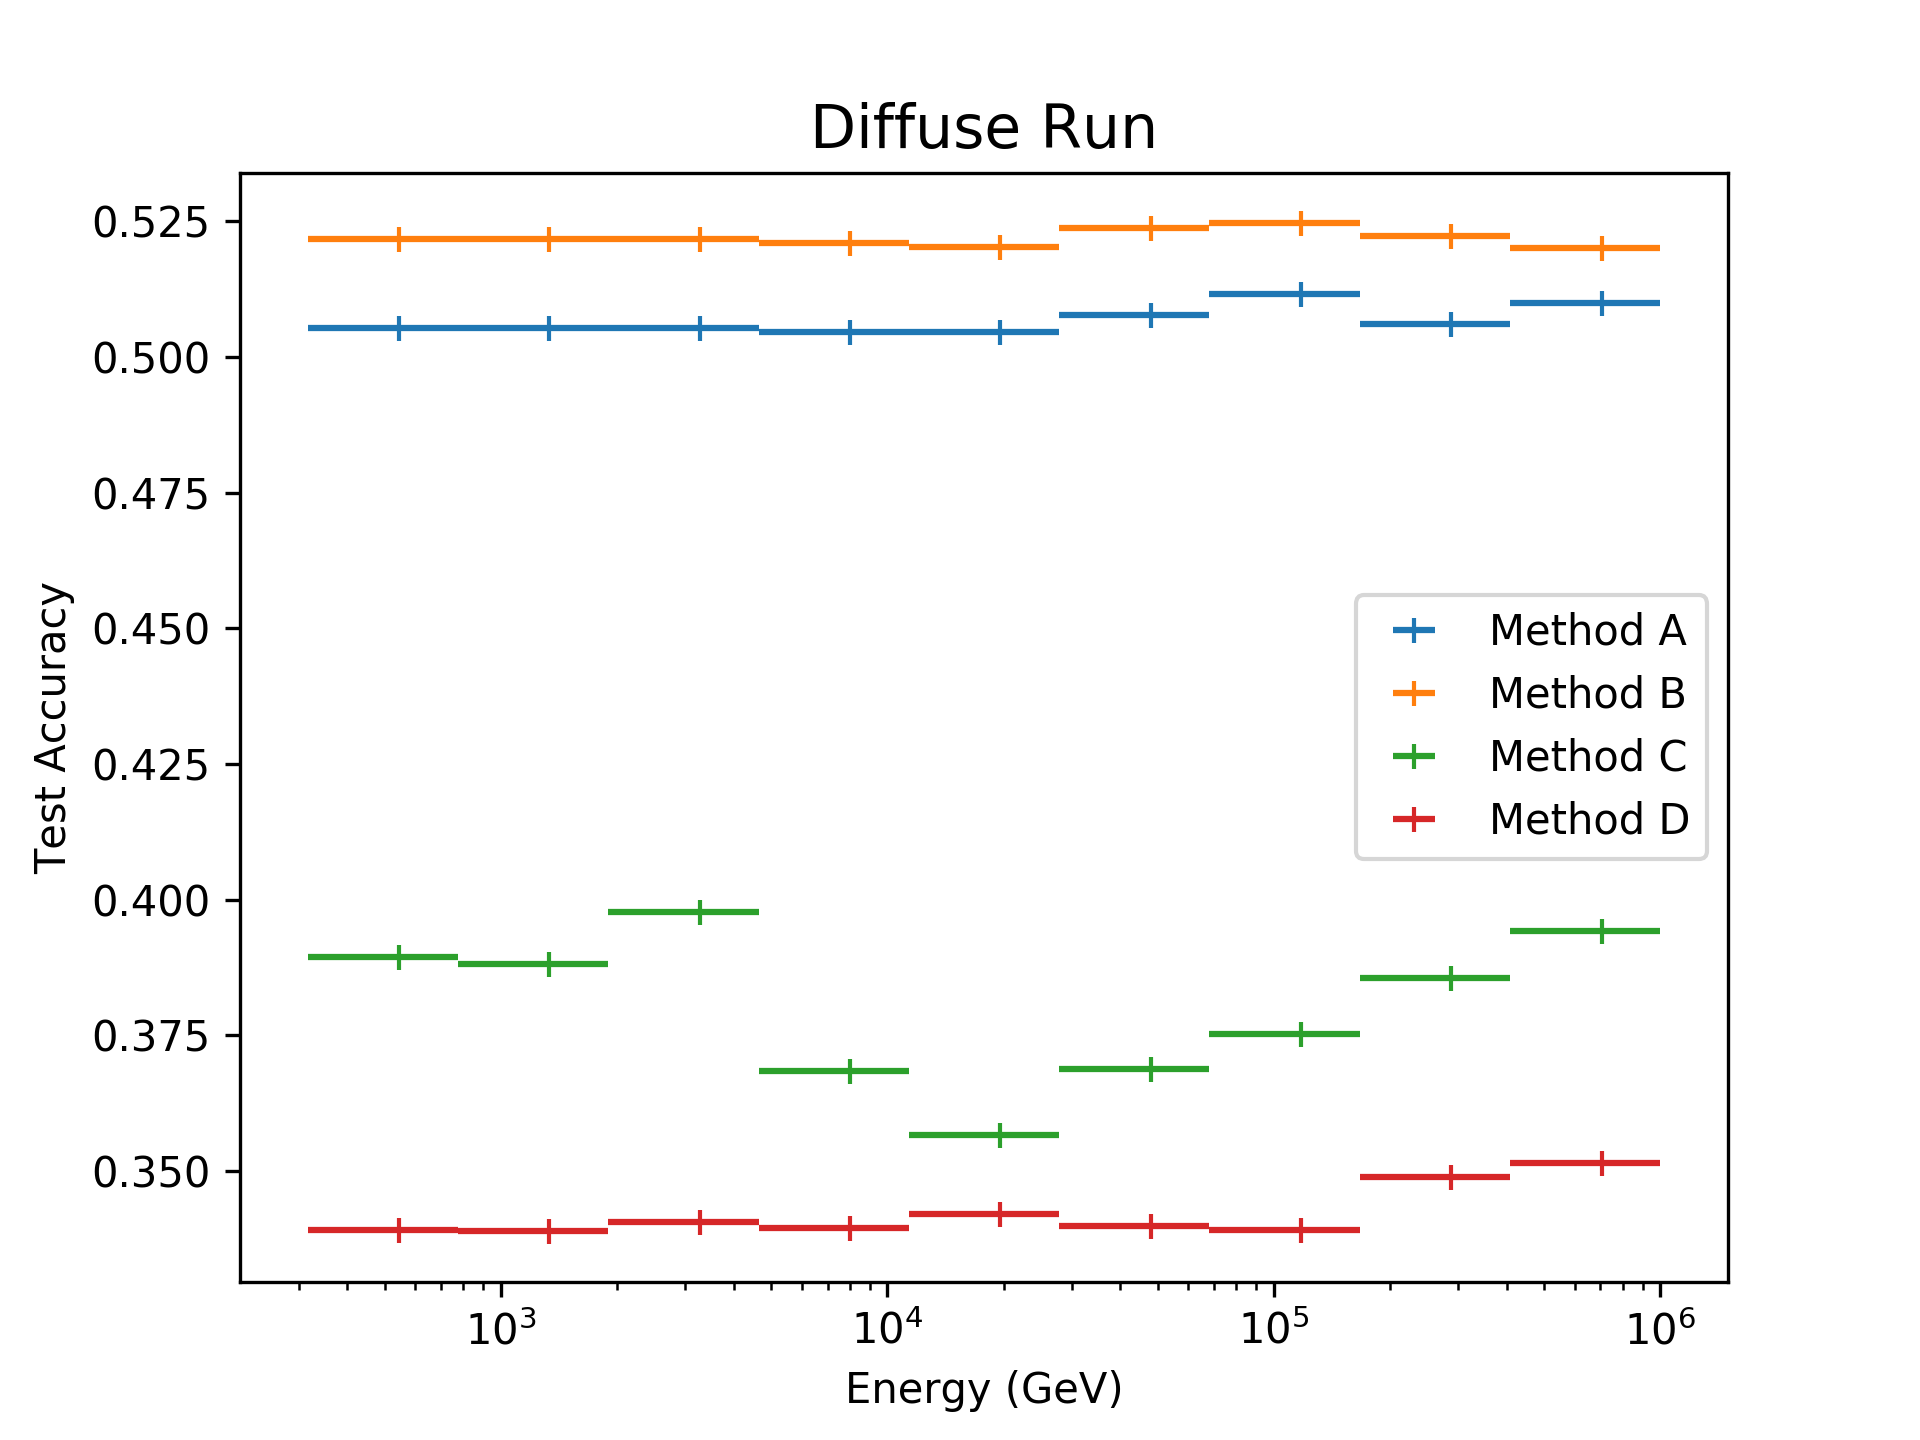 Diffuse Run
0.525
0.500
0.475
0.450
0.425
0.400
0.375
0.350
Test Accuracy
Method A
Method B
Method C
Method D
10³ 10⁴ 10⁵ 10⁶
Energy (GeV)